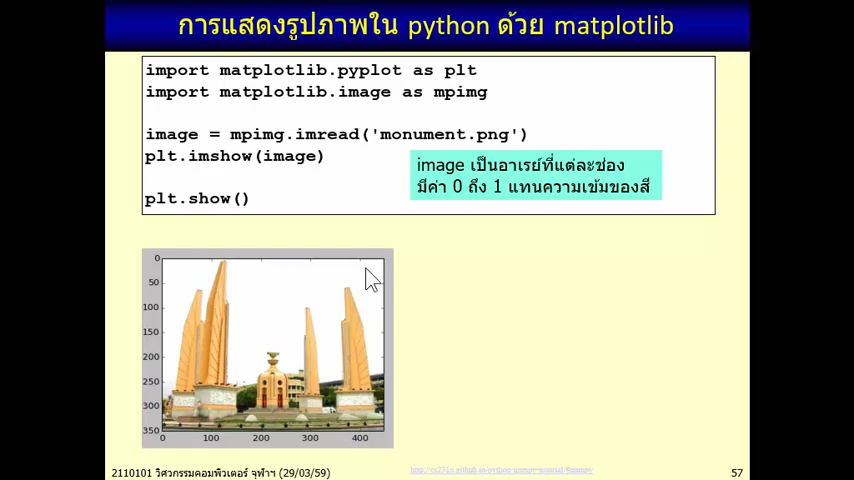 การแสดงรูปภาพใน python ด้วย matplotlib
import matplotlib.pyplot as plt
import matplotlib.image as mpimg
image = mpimg.imread('monument.png')
plt.imshow(image)
image เป็นอาเรย์ที่แต่ละช่อง
มีค่า 0 ถึง 1 แทนความเข้มของสี
plt.show()
0
50
100
150
200
250
300
350
0 100 200 300 400
2110101 วิศวกรรมคอมพิวเตอร์ จุฬาฯ (29/03/59)
57